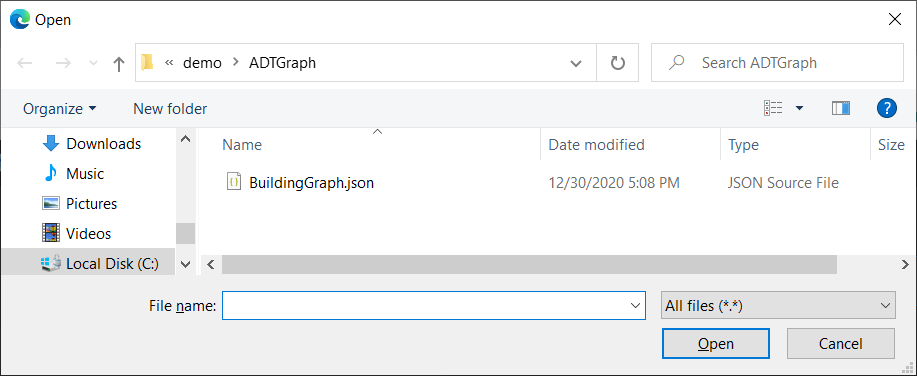 Open
« demo > ADTGraph
Search ADTGraph
Organize
New folder
?
Name
Date modified
Type
Size
Downloads
Music
Pictures
Videos
Local Disk (C:)
BuildingGraph.json
12/30/2020 5:08 PM
JSON Source File
File name:
All files (*.*)
Open
Cancel